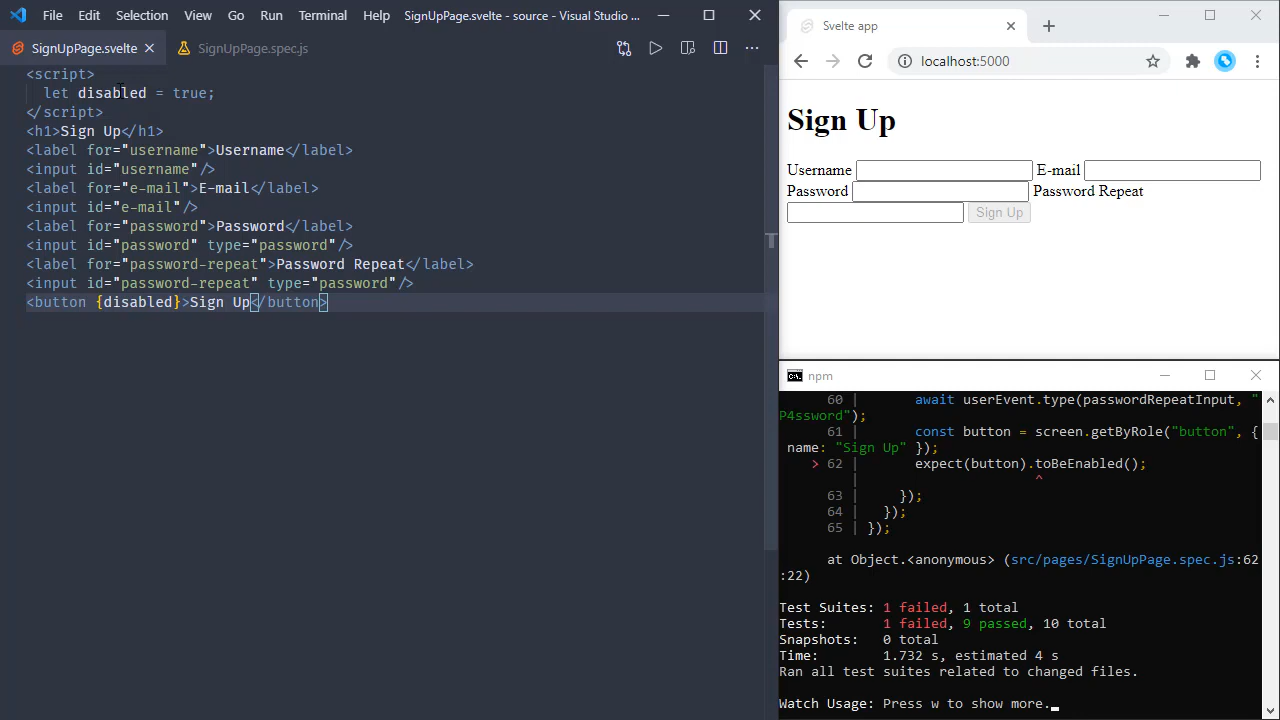 File Edit Selection View Go Run Terminal Help SignUpPage.svelte - source - Visual Studio ...
SignUpPage.svelte SignUpPage.spec.js
<script>
let disabled = true;
</script>
<h1>Sign Up</h1>
<label for="username">Username</label>
<input id="username"/>
<label for="e-mail">E-mail</label>
<input id="e-mail"/>
<label for="password">Password</label>
<input id="password" type="password"/>
<label for="password-repeat">Password Repeat</label>
<input id="password-repeat" type="password"/>
<button {disabled}>Sign Up</button>
Svelte app
localhost:5000
Sign Up
Username E-mail
Password Password Repeat
Sign Up
npm
60 | await userEvent.type(passwordRepeatInput, "
P4ssword");
61 | const button = screen.getByRole("button", {
name: "Sign Up" });
> 62 | expect(button).toBeEnabled();
| ^
63 | });
64 | });
65 | });
at Object.<anonymous> (src/pages/SignUpPage.spec.js:62
:22)
Test Suites: 1 failed, 1 total
Tests: 1 failed, 9 passed, 10 total
Snapshots: 0 total
Time: 1.732 s, estimated 4 s
Ran all test suites related to changed files.
Watch Usage: Press w to show more.